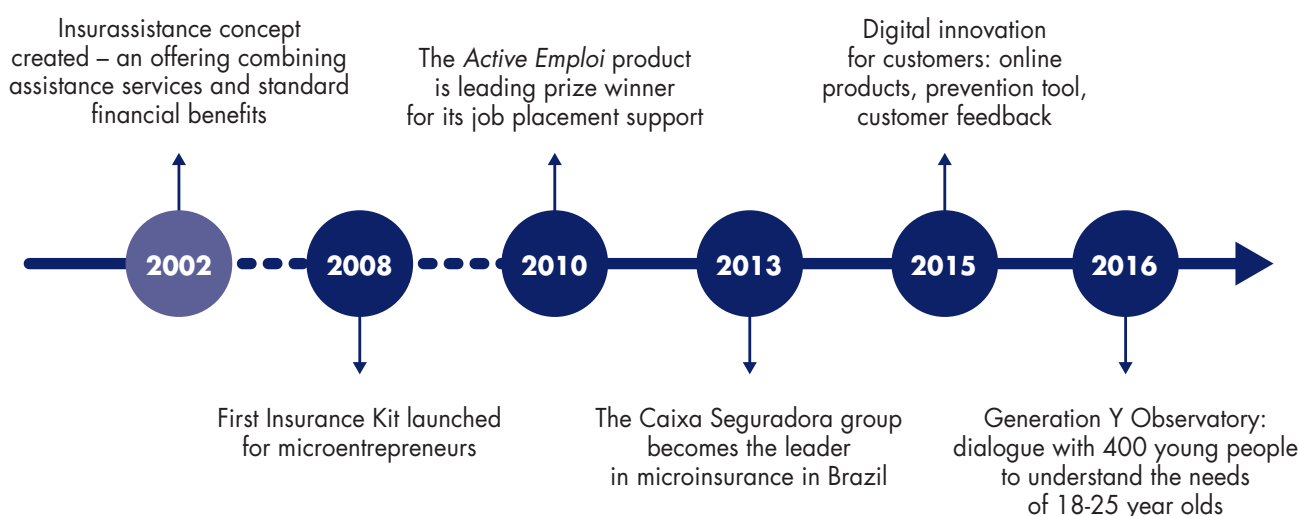 Insurassistance concept
created – an offering combining
assistance services and standard
financial benefits
The Active Emploi product
is leading prize winner
for its job placement support
Digital innovation
for customers: online
products, prevention tool,
customer feedback
2002
2008
2010
2013
2015
2016
First Insurance Kit launched
for microentrepreneurs
The Caixa Seguradora group
becomes the leader
in microinsurance in Brazil
Generation Y Observatory:
dialogue with 400 young people
to understand the needs
of 18-25 year olds